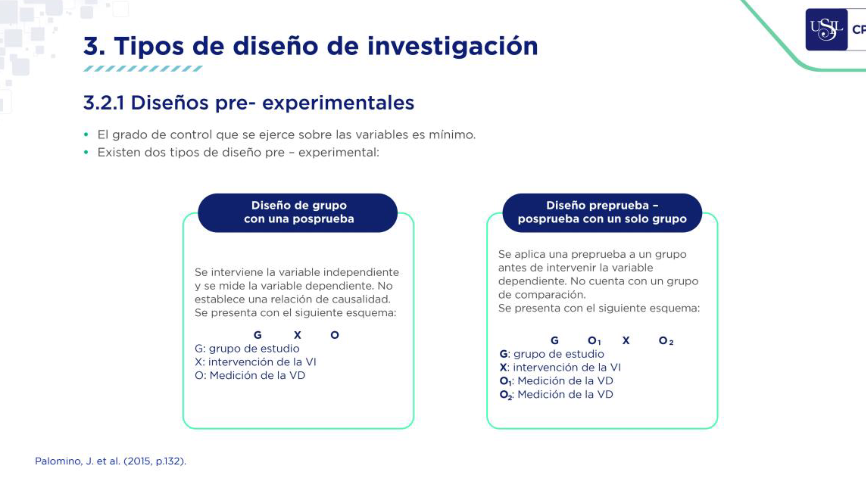 USIL
CP
3. Tipos de diseño de investigación
3.2.1 Diseños pre- experimentales
• El grado de control que se ejerce sobre las variables es mínimo.
• Existen dos tipos de diseño pre – experimental:
Diseño de grupo
con una posprueba
Se interviene la variable independiente
y se mide la variable dependiente. No
establece una relación de causalidad.
Se presenta con el siguiente esquema:
G X O
G: grupo de estudio
X: intervención de la VI
O: Medición de la VD
Diseño preprueba –
posprueba con un solo grupo
Se aplica una preprueba a un grupo
antes de intervenir la variable
dependiente. No cuenta con un grupo
de comparación.
Se presenta con el siguiente esquema:
G O₁ X O₂
G: grupo de estudio
X: intervención de la VI
O₁: Medición de la VD
O₂: Medición de la VD
Palomino, J. et al. (2015, p.132).